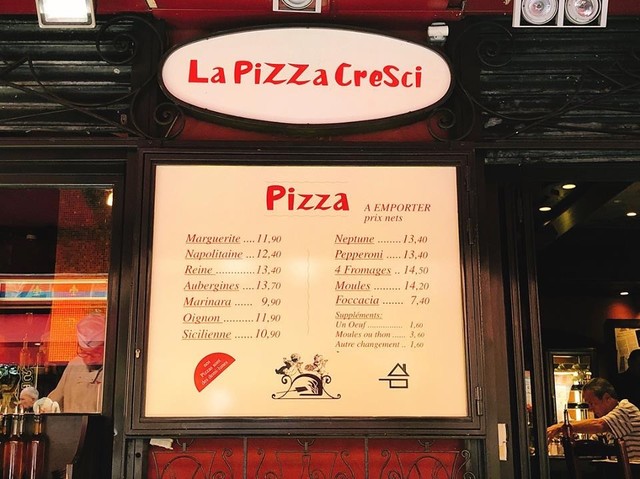 La PiZZa CreSci
Pizza
A EMPORTER
prix nets
Marguerite .... 11,90
Napolitaine ... 12,40
Reine ............... 13,40
Aubergines .... 13,70
Marinara ...... 9,90
Oignon ........... 11,90
Sicilienne ...... 10,90
Neptune ........ 13,40
Pepperoni ..... 13,40
4 Fromages .. 14,50
Moules ......... 14,20
Foccacia ....... 7,40
Suppléments:
Un Oeuf ............... 1,60
Moules ou thon ...... 3,60
Autre changement .. 1,60